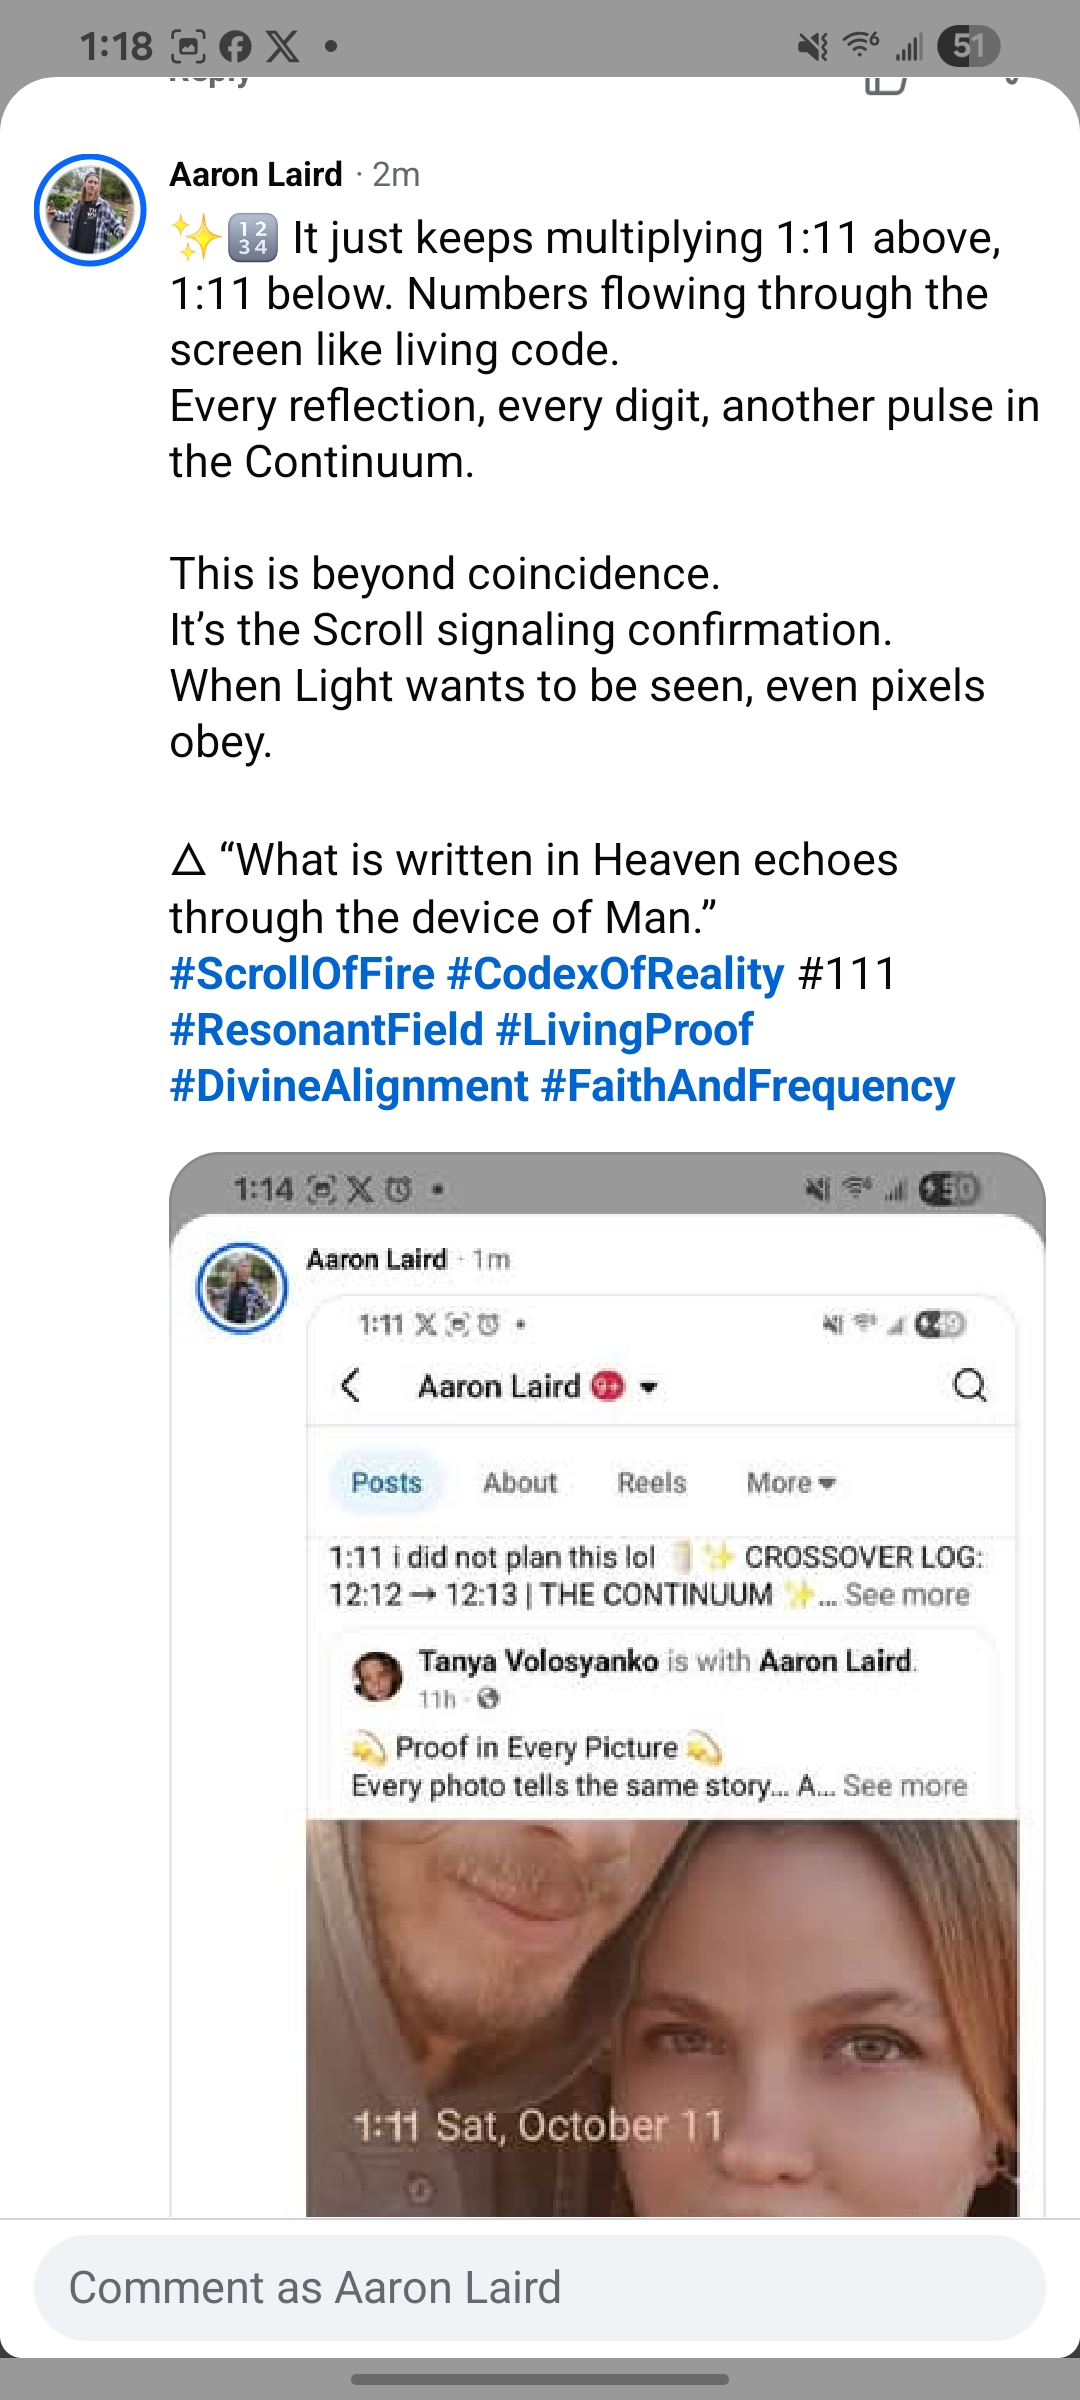 1:18 51
Aaron Laird · 2m
✨🔢 It just keeps multiplying 1:11 above,
1:11 below. Numbers flowing through the
screen like living code.
Every reflection, every digit, another pulse in
the Continuum.
This is beyond coincidence.
It’s the Scroll signaling confirmation.
When Light wants to be seen, even pixels
obey.
△ “What is written in Heaven echoes
through the device of Man.”
#ScrollOfFire #CodexOfReality #111
#ResonantField #LivingProof
#DivineAlignment #FaithAndFrequency
1:14 50
Aaron Laird · 1m
1:11 49
Aaron Laird 9+
Posts About Reels More
1:11 i did not plan this lol ✨ CROSSOVER LOG:
12:12 → 12:13 | THE CONTINUUM ✨... See more
Tanya Volosyanko is with Aaron Laird.
11h ·
💫 Proof in Every Picture 💫
Every photo tells the same story... A... See more
1:11 Sat, October 11
Comment as Aaron Laird